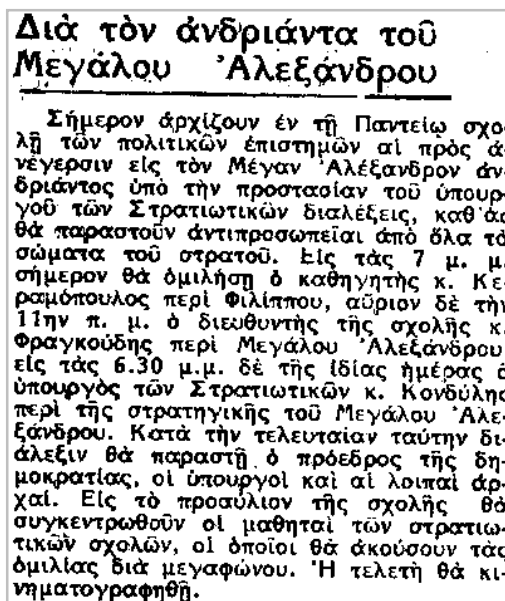 Διὰ τὸν ἀνδριάντα τοῦ
Μεγάλου Ἀλεξάνδρου
Σήμερον ἀρχίζουν ἐν τῇ Παντείῳ σχο-
λῇ τῶν πολιτικῶν ἐπιστημῶν αἱ πρὸς ἀ-
νέγερσιν εἰς τὸν Μέγαν Ἀλέξανδρον ἀν-
δριάντος ὑπὸ τὴν προστασίαν τοῦ ὑπουρ-
γοῦ τῶν Στρατιωτικῶν διαλέξεις, καθ' ἃς
θὰ παραστοῦν ἀντιπροσωπεῖαι ἀπὸ ὅλα τὰ
σώματα τοῦ στρατοῦ. Εἰς τὰς 7 μ. μ.
σήμερον θὰ ὁμιλήσῃ ὁ καθηγητὴς κ. Κε-
ραμόπουλος περὶ Φιλίππου, αὔριον δὲ τὴν
11ην π. μ. ὁ διευθυντὴς τῆς σχολῆς κ.
Φραγκούδης περὶ Μεγάλου Ἀλεξάνδρου
εἰς τὰς 6.30 μ.μ. δὲ τῆς ἰδίας ἡμέρας ὁ
ὑπουργὸς τῶν Στρατιωτικῶν κ. Κονδύλης
περὶ τῆς στρατηγικῆς τοῦ Μεγάλου Ἀλε-
ξάνδρου. Κατὰ τὴν τελευταίαν ταύτην δι-
άλεξιν θὰ παραστῇ ὁ πρόεδρος τῆς δη-
μοκρατίας, οἱ ὑπουργοὶ καὶ αἱ λοιπαὶ ἀρ-
χαί. Εἰς τὸ προαύλιον τῆς σχολῆς θὰ
συγκεντρωθοῦν οἱ μαθηταὶ τῶν στρατιω-
τικῶν σχολῶν, οἱ ὁποῖοι θὰ ἀκούσουν τὰς
ὁμιλίας διὰ μεγαφώνου. Ἡ τελετὴ θὰ κι-
νηματογραφηθῇ.